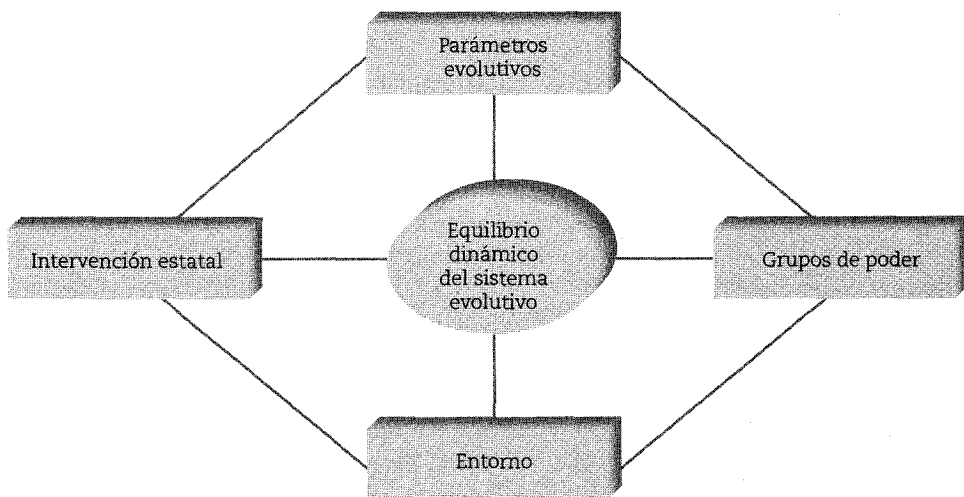 Parámetros
evolutivos
Intervención estatal
Equilibrio
dinámico
del sistema
evolutivo
Grupos de poder
Entorno